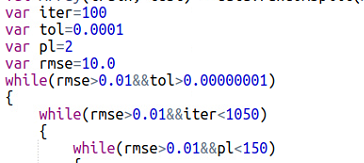 var iter=100
var tol=0.0001
var pl=2
var rmse=10.0
while(rmse>0.01&&tol>0.00000001)
{
while(rmse>0.01&&iter<1050)
{
while(rmse>0.01&&pl<150)